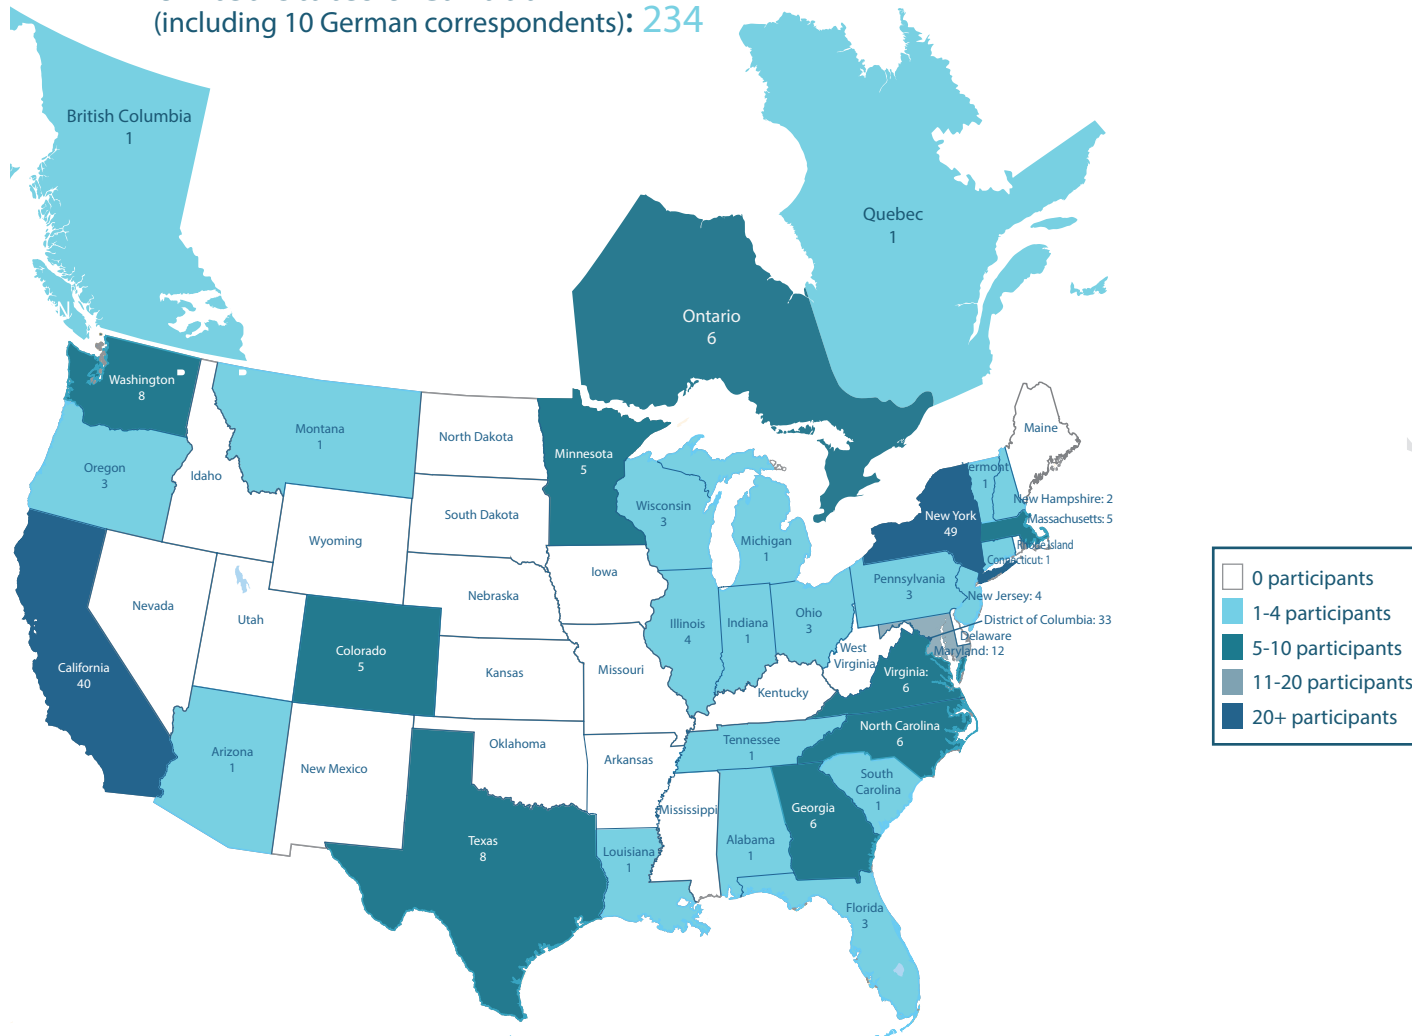 (including 10 German correspondents): 234
British Columbia
1
Quebec
1
Ontario
6
N
Washington
8
Montana
1
North Dakota
Minnesota
5
Maine
Oregon
3
Idaho
Vermont
1
South Dakota
Wisconsin
3
New Hampshire: 2
New York
49
Massachusetts: 5
Wyoming
Michigan
1
Rhode Island
Connecticut: 1
Iowa
Pennsylvania
3
Nebraska
New Jersey: 4
Nevada
Utah
Illinois
4
Indiana
1
Ohio
3
District of Columbia: 33
Delaware
Maryland: 12
Colorado
5
West
Virginia
California
40
Kansas
Missouri
Virginia:
6
Kentucky
North Carolina
6
Tennessee
1
Oklahoma
Arizona
1
New Mexico
Arkansas
South
Carolina
1
Mississippi
Georgia
6
Texas
8
Alabama
1
Louisiana
1
Florida
3
0 participants
1-4 participants
5-10 participants
11-20 participants
20+ participants